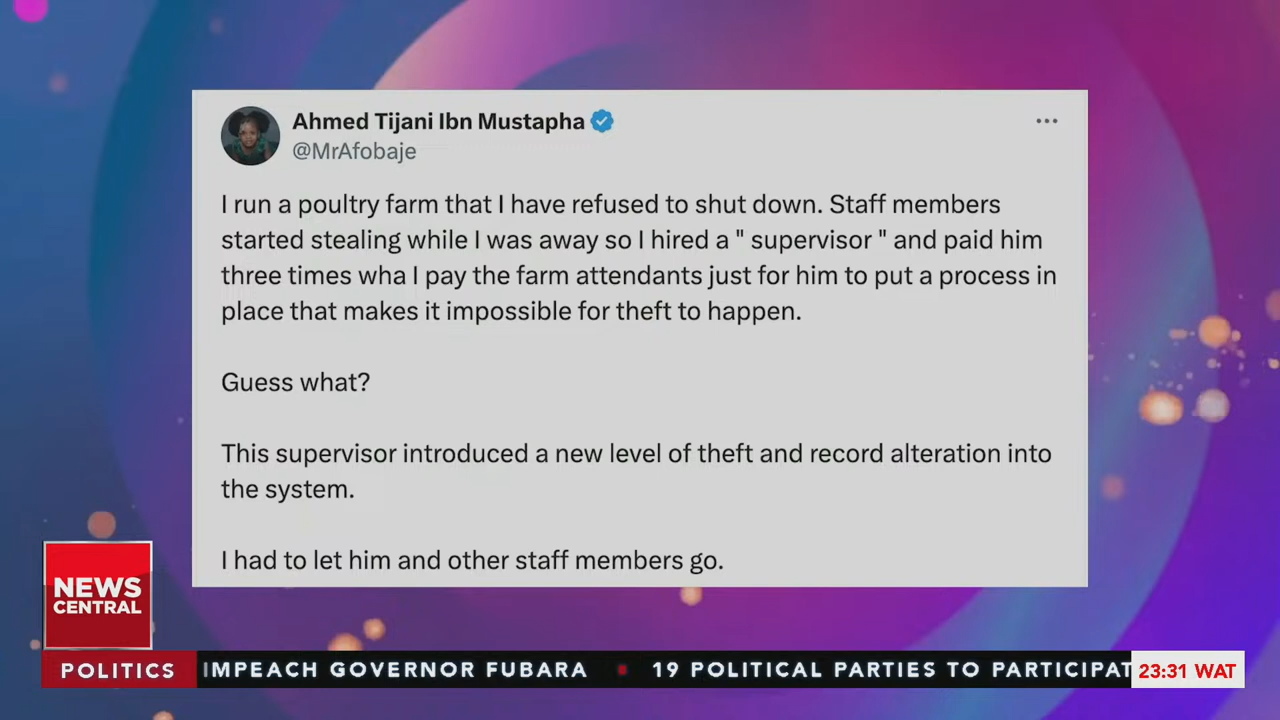 Ahmed Tijani Ibn Mustapha
@MrAfobaje
I run a poultry farm that I have refused to shut down. Staff members
started stealing while I was away so I hired a " supervisor " and paid him
three times wha I pay the farm attendants just for him to put a process in
place that makes it impossible for theft to happen.
Guess what?
This supervisor introduced a new level of theft and record alteration into
the system.
I had to let him and other staff members go.
NEWS
CENTRAL
POLITICS IMPEACH GOVERNOR FUBARA 19 POLITICAL PARTIES TO PARTICIPAT 23:31 WAT